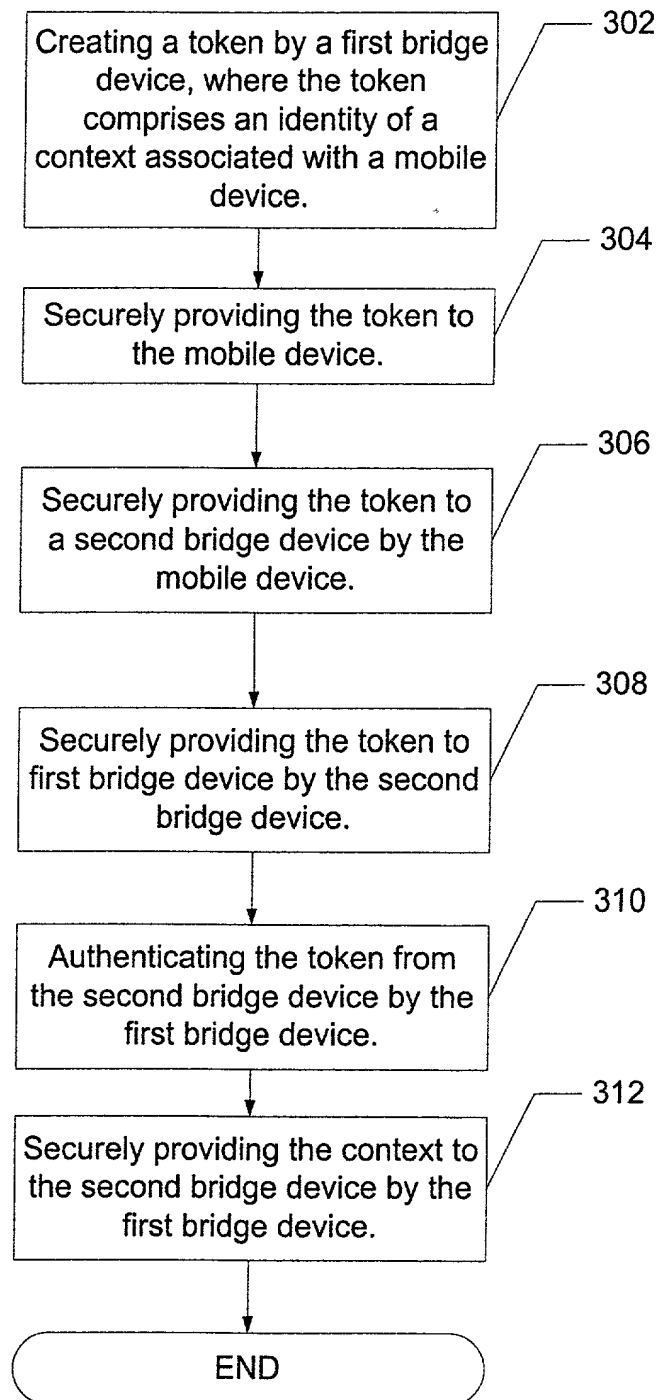 Creating a token by a first bridge
device, where the token
comprises an identity of a
context associated with a mobile
device.
302
Securely providing the token to
the mobile device.
304
Securely providing the token to
a second bridge device by the
mobile device.
306
Securely providing the token to
first bridge device by the second
bridge device.
308
Authenticating the token from
the second bridge device by the
first bridge device.
310
Securely providing the context to
the second bridge device by the
first bridge device.
312
END